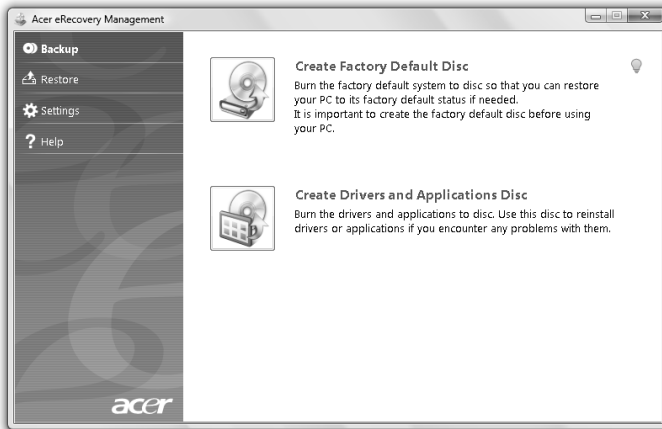 Acer eRecovery Management
Backup
Restore
Settings
Help
Create Factory Default Disc
Burn the factory default system to disc so that you can restore
your PC to its factory default status if needed.
It is important to create the factory default disc before using
your PC.
Create Drivers and Applications Disc
Burn the drivers and applications to disc. Use this disc to reinstall
drivers or applications if you encounter any problems with them.
acer